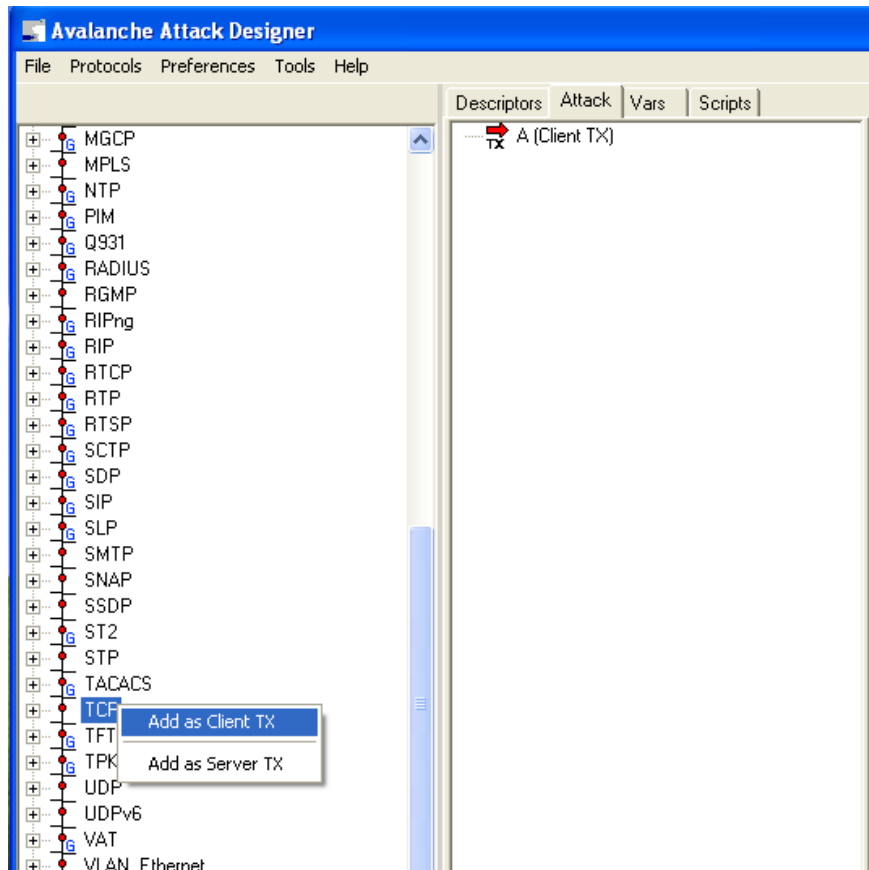 Avalanche Attack Designer
File Protocols Preferences Tools Help
Descriptors Attack Vars Scripts
TX A (Client TX)
G MGCP
MPLS
G NTP
G PIM
G Q931
G RADIUS
RGMP
G RIPng
G RIP
G RTCP
G RTP
G RTSP
G SCTP
G SDP
G SIP
G SLP
SMTP
SNAP
SSDP
G ST2
STP
G TACACS
TCP
Add as Client TX
G TFT
G TPK
Add as Server TX
UDP
UDPv6
G VAT
VLAN_Ethernet